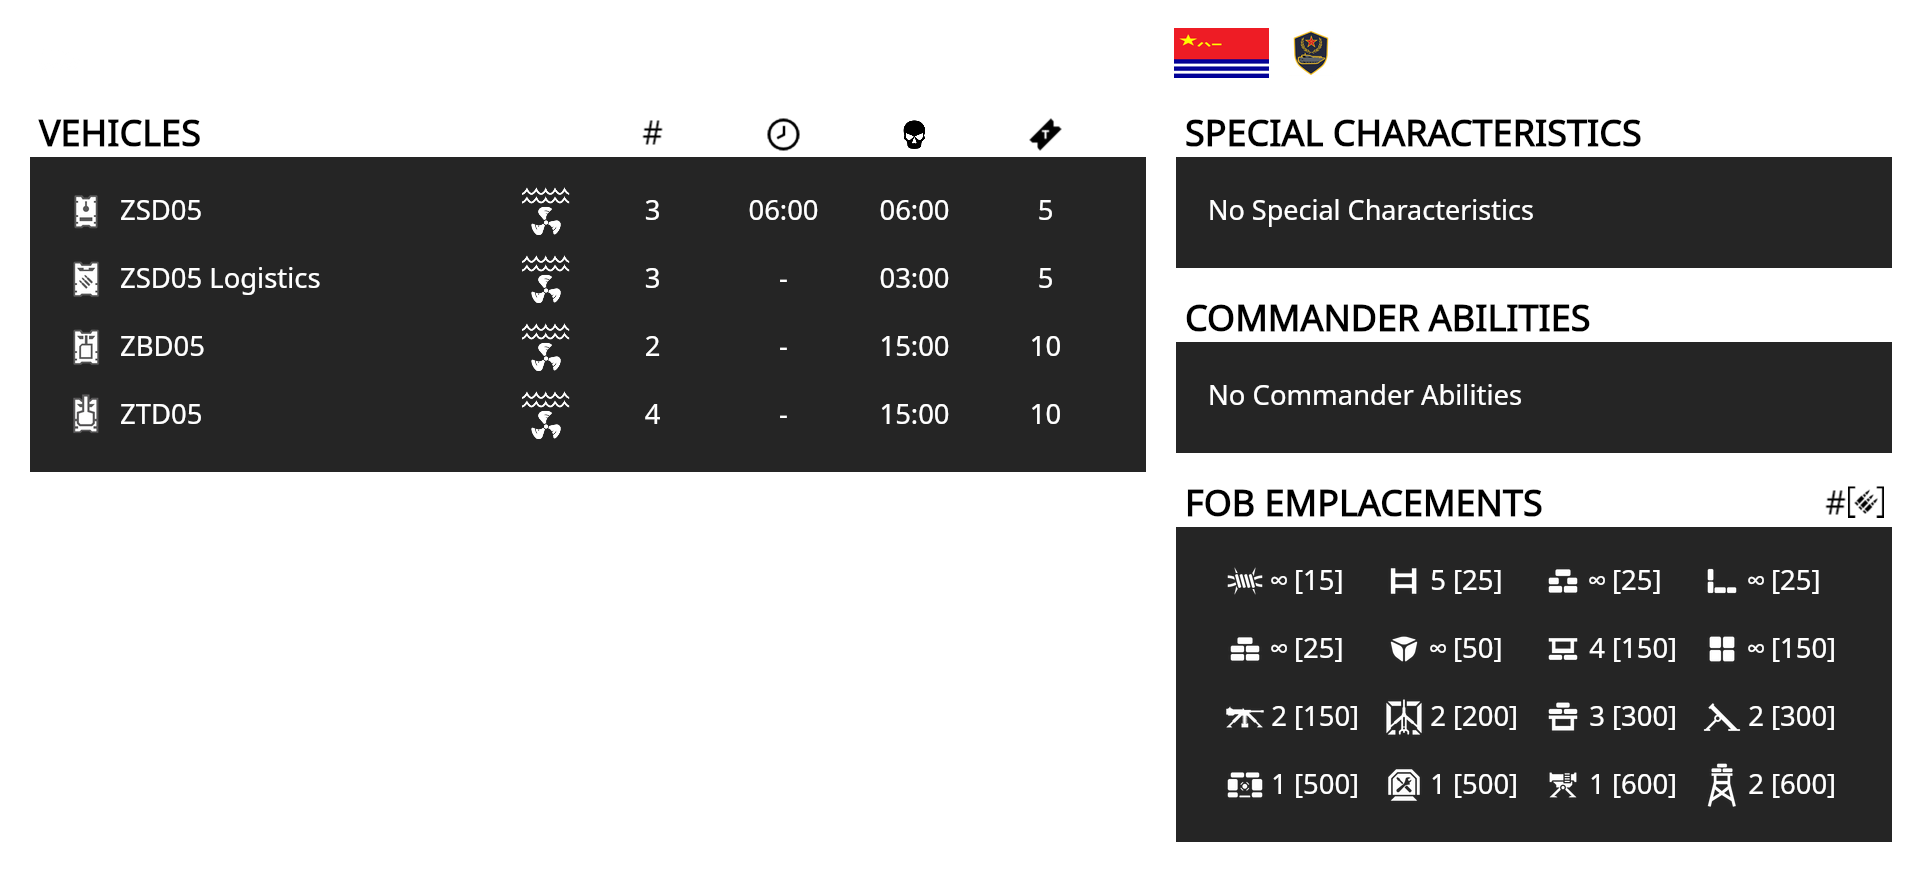 VEHICLES #
ZSD05 3 06:00 06:00 5
ZSD05 Logistics 3 - 03:00 5
ZBD05 2 - 15:00 10
ZTD05 4 - 15:00 10
SPECIAL CHARACTERISTICS
No Special Characteristics
COMMANDER ABILITIES
No Commander Abilities
FOB EMPLACEMENTS #[ ]
∞ [15] 5 [25] ∞ [25] ∞ [25]
∞ [25] ∞ [50] 4 [150] ∞ [150]
2 [150] 2 [200] 3 [300] 2 [300]
1 [500] 1 [500] 1 [600] 2 [600]